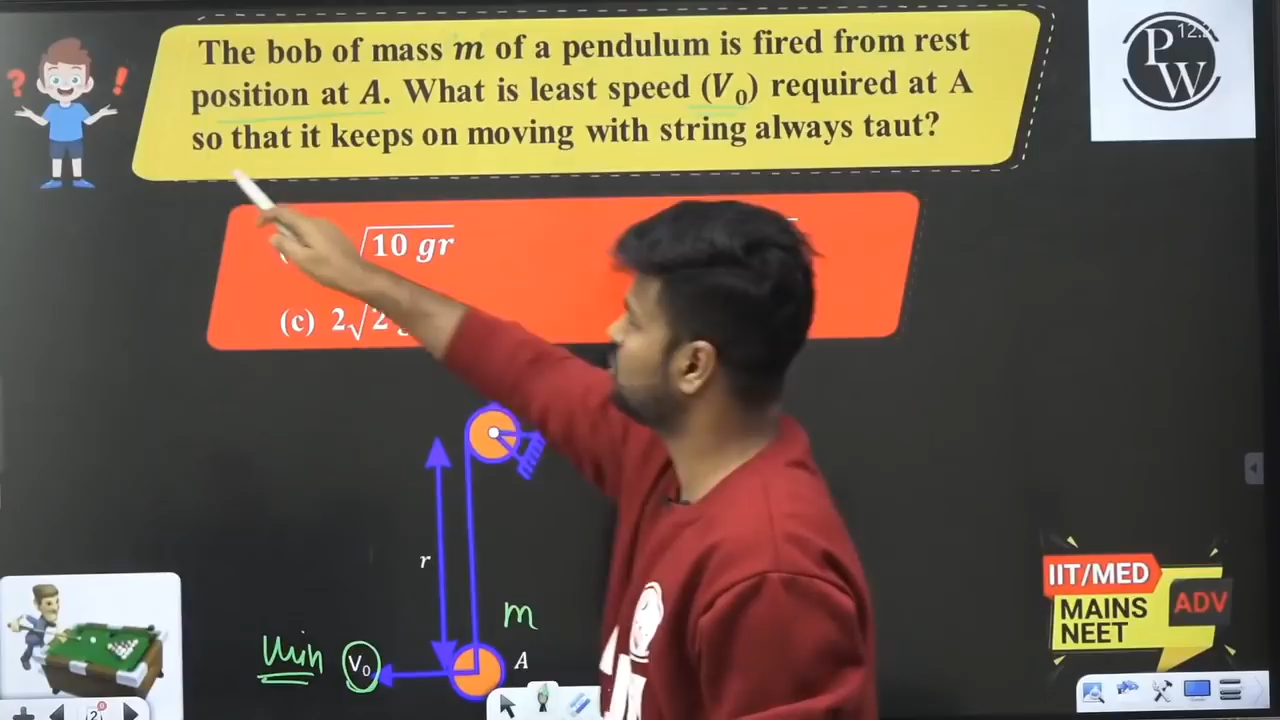 The bob of mass m of a pendulum is fired from rest
position at A. What is least speed (V₀) required at A
so that it keeps on moving with string always taut?
? !
PW
12:
√10 gr
(c) 2√2 g
r
m
Min V₀
A
IIT/MED
MAINS ADV
NEET
2